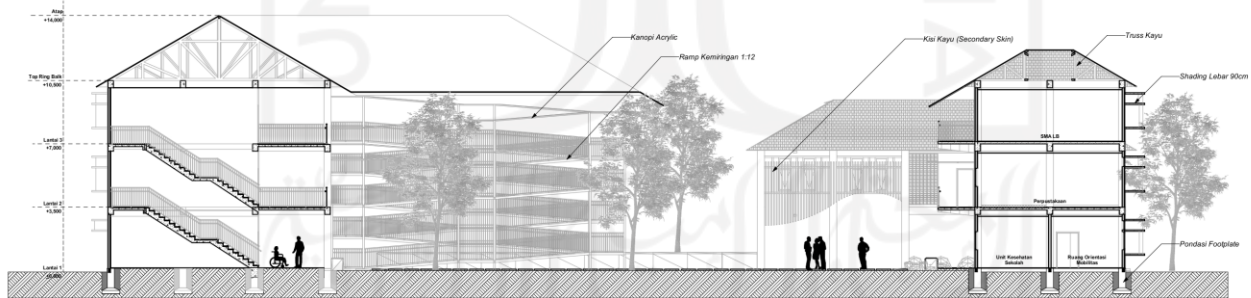 Atap
+14,000
Kanopi Acrylic
Kisi Kayu (Secondary Skin)
Truss Kayu
Ramp Kemiringan 1:12
Top Ring Balk
+10,500
Shading Lebar 90cm
Lantai 3
+7,000
SMA LB
Lantai 2
+3,500
Perpustakaan
Pondasi Footplate
Unit Kesehatan
Sekolah
Ruang Orientasi
Mobilitas
Lantai 1